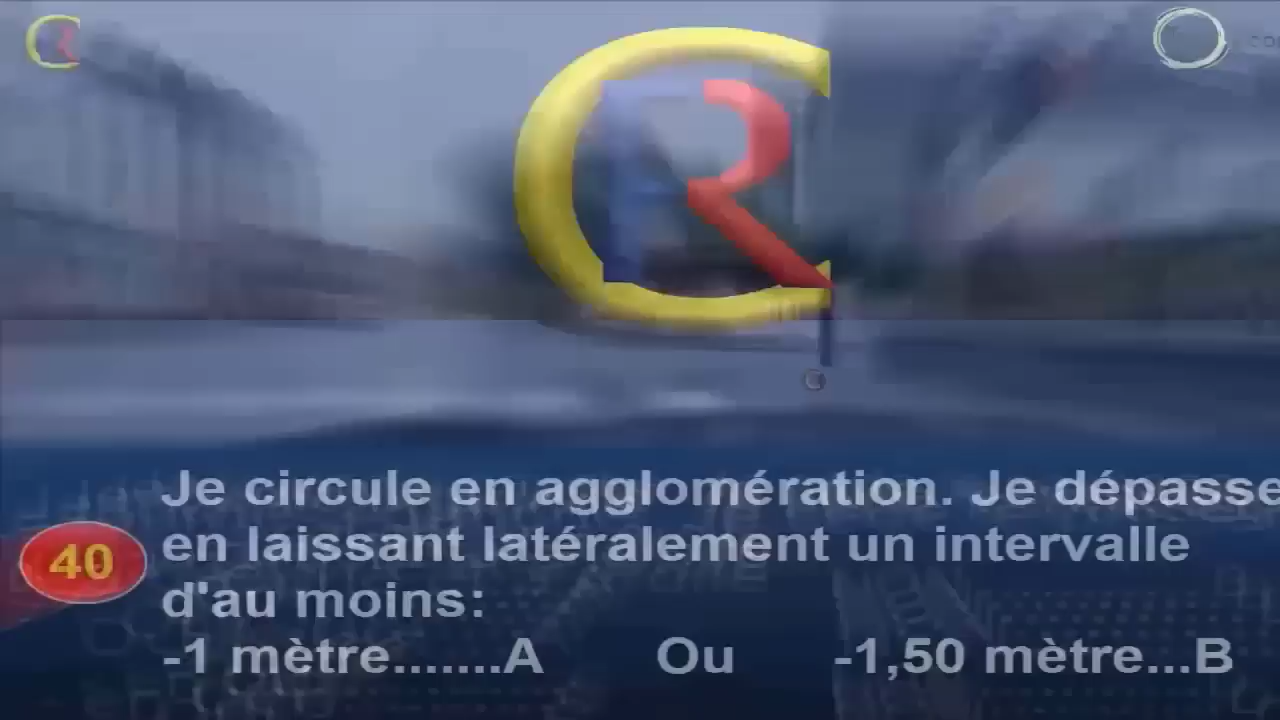 Je circule en agglomération. Je dépasse
en laissant latéralement un intervalle
40
d'au moins:
-1 mètre.......A Ou -1,50 mètre...B
CR